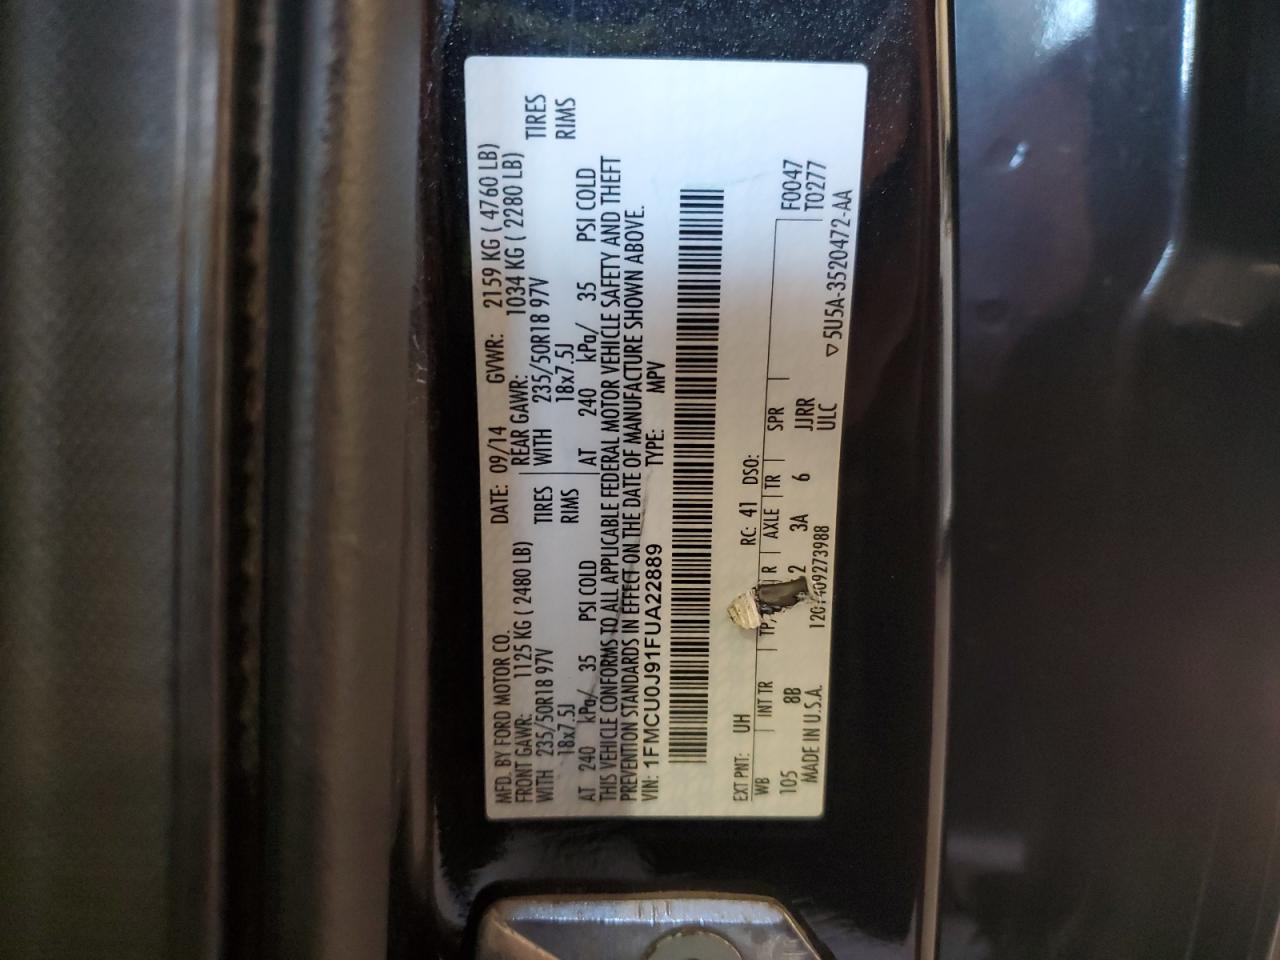 MFD. BY FORD MOTOR CO. DATE: 09/14 GVWR: 2159 KG ( 4760 LB)
FRONT GAWR: 1125 KG ( 2480 LB) REAR GAWR: 1034 KG ( 2280 LB)
WITH 235/50R18 97V TIRES WITH 235/50R18 97V TIRES
18x7.5J RIMS 18x7.5J RIMS
AT 240 kPa/ 35 PSI COLD AT 240 kPa/ 35 PSI COLD
THIS VEHICLE CONFORMS TO ALL APPLICABLE FEDERAL MOTOR VEHICLE SAFETY AND THEFT
PREVENTION STANDARDS IN EFFECT ON THE DATE OF MANUFACTURE SHOWN ABOVE.
VIN: 1FMCU0J91FUA22889 TYPE: MPV
EXT PNT: UH RC: 41 DSO:
WB INT TR R AXLE TR SPR F0047
105 8B 2 3A 6 JJRR T0277
MADE IN U.S.A. ULC ▽5U5A-3520472-AA